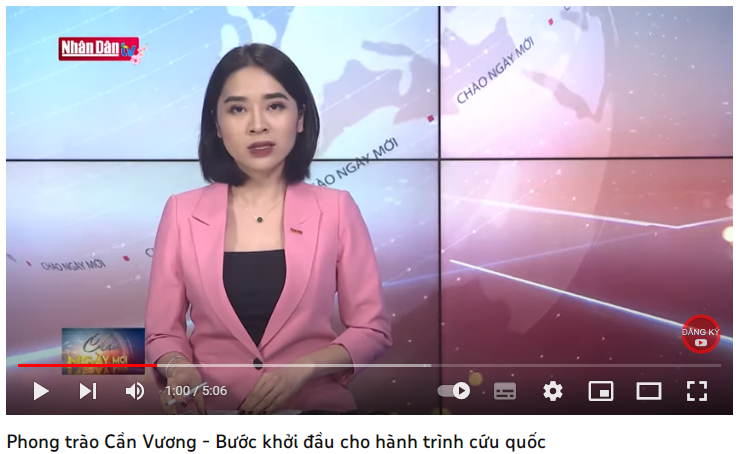 Nhân Dân tv
CHÀO NGÀY MỚI
CHÀO NGÀY MỚI
CHÀO NGÀY MỚI
CH
ĐĂNG KÝ
NGÀY MỚI
1:00 / 5:06
Phong trào Cần Vương - Bước khởi đầu cho hành trình cứu quốc